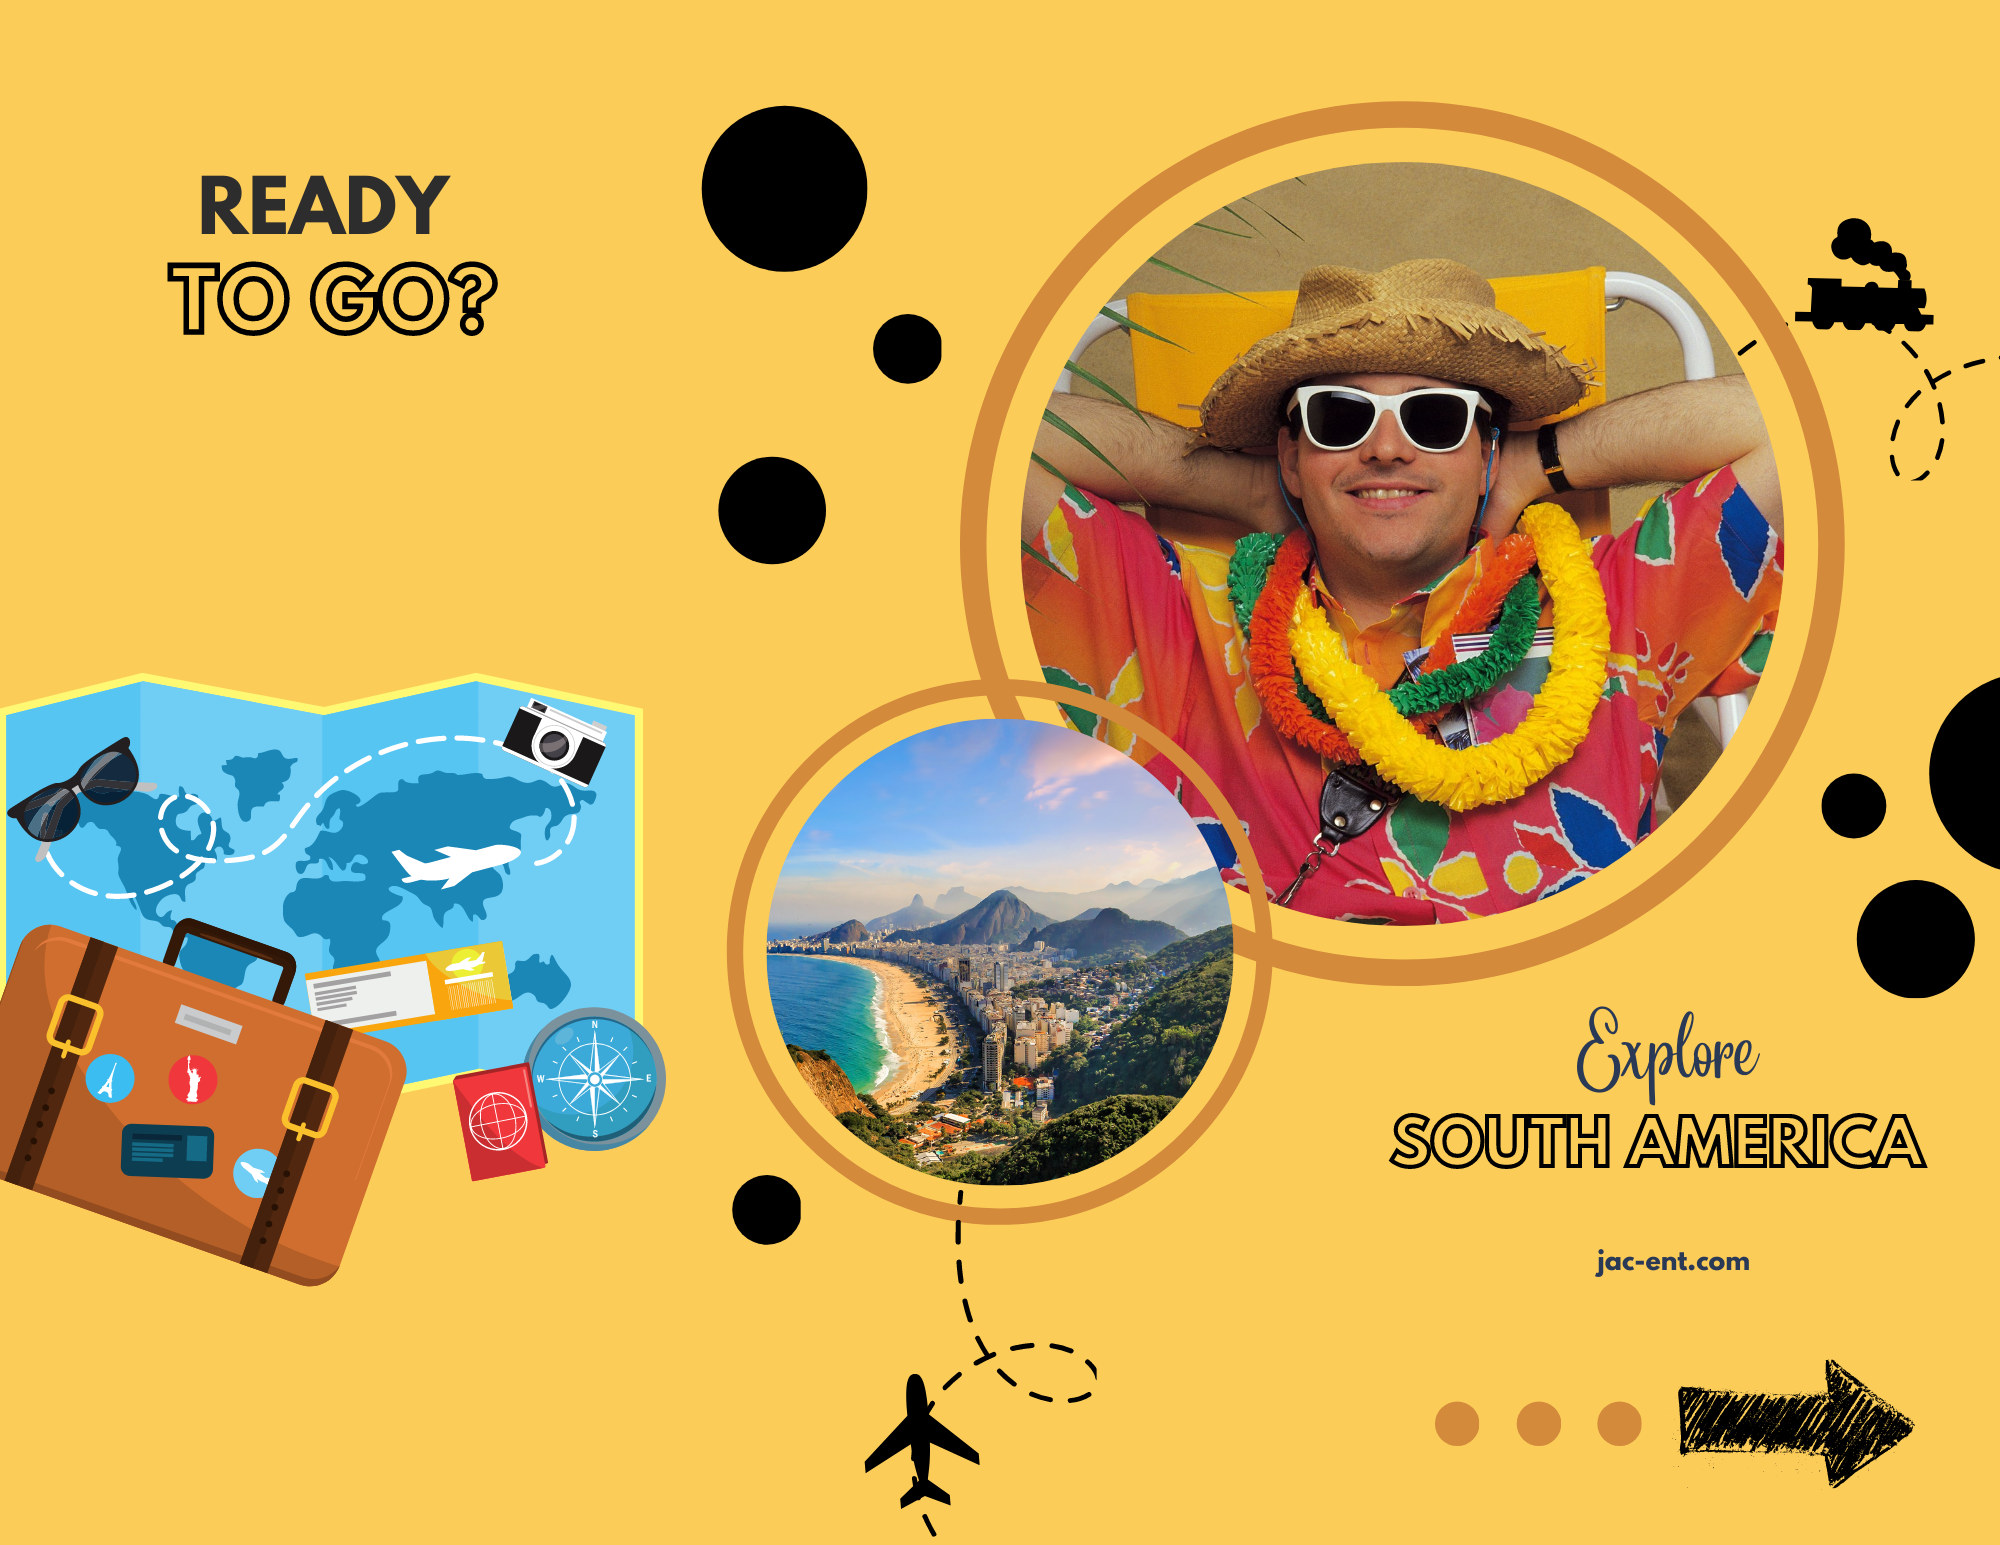 READY
TO GO?
N
W
E
S
Explore
SOUTH AMERICA
jac-ent.com